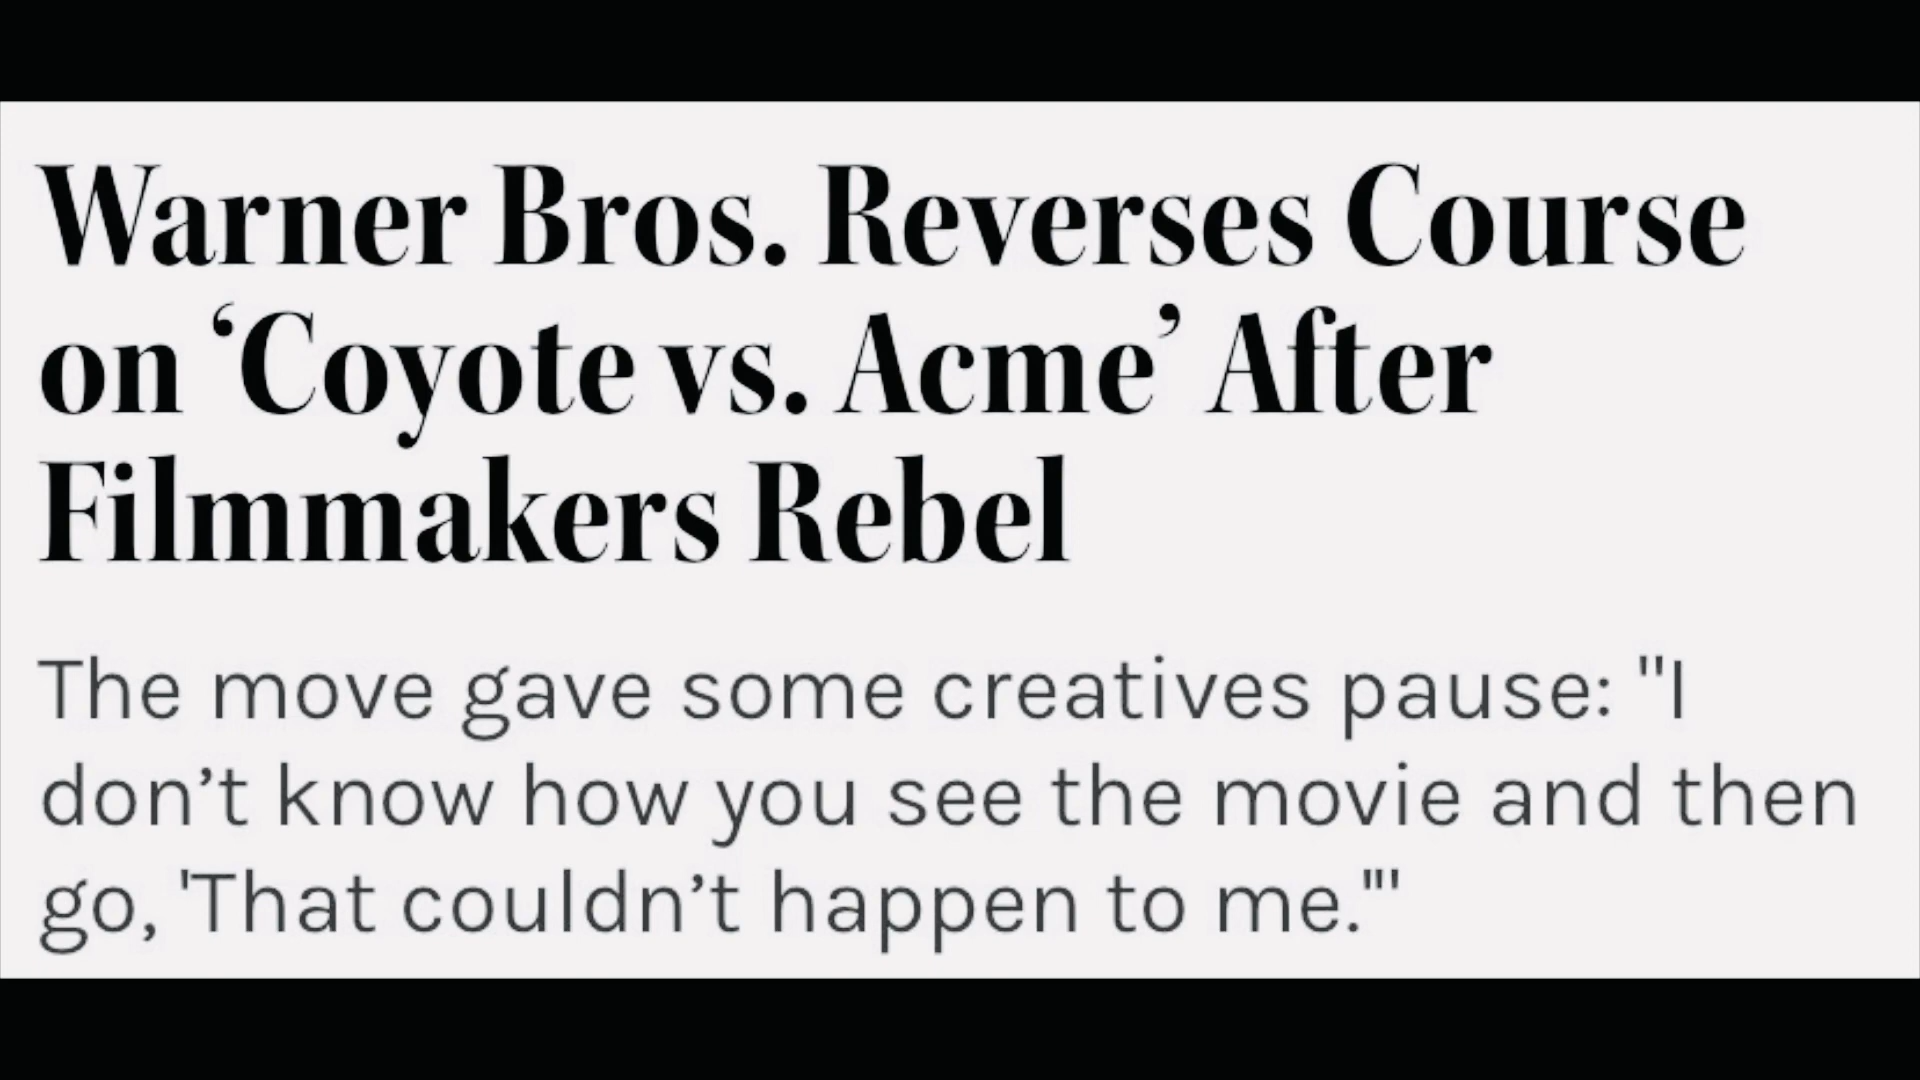 Warner Bros. Reverses Course
on ‘Coyote vs. Acme’ After
Filmmakers Rebel
The move gave some creatives pause: "I
don’t know how you see the movie and then
go, 'That couldn’t happen to me.'"